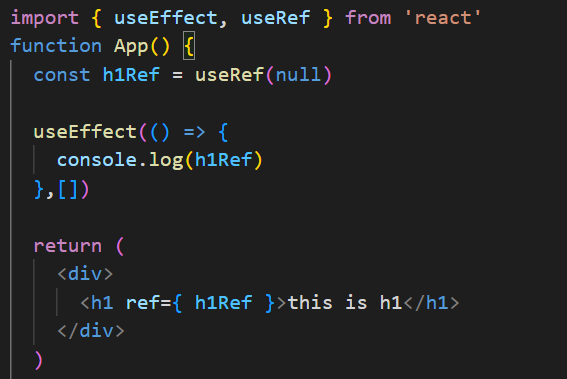 import { useEffect, useRef } from 'react'
function App() {
  const h1Ref = useRef(null)

  useEffect(() => {
    console.log(h1Ref)
  },[])

  return (
    <div>
      <h1 ref={ h1Ref }>this is h1</h1>
    </div>
  )